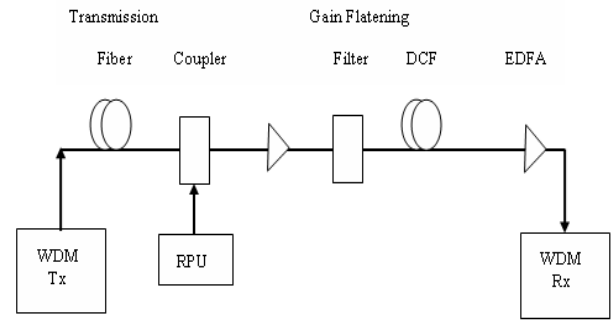 Transmission Gain Flatening
Fiber Coupler Filter DCF EDFA
WDM
Tx
RPU
WDM
Rx